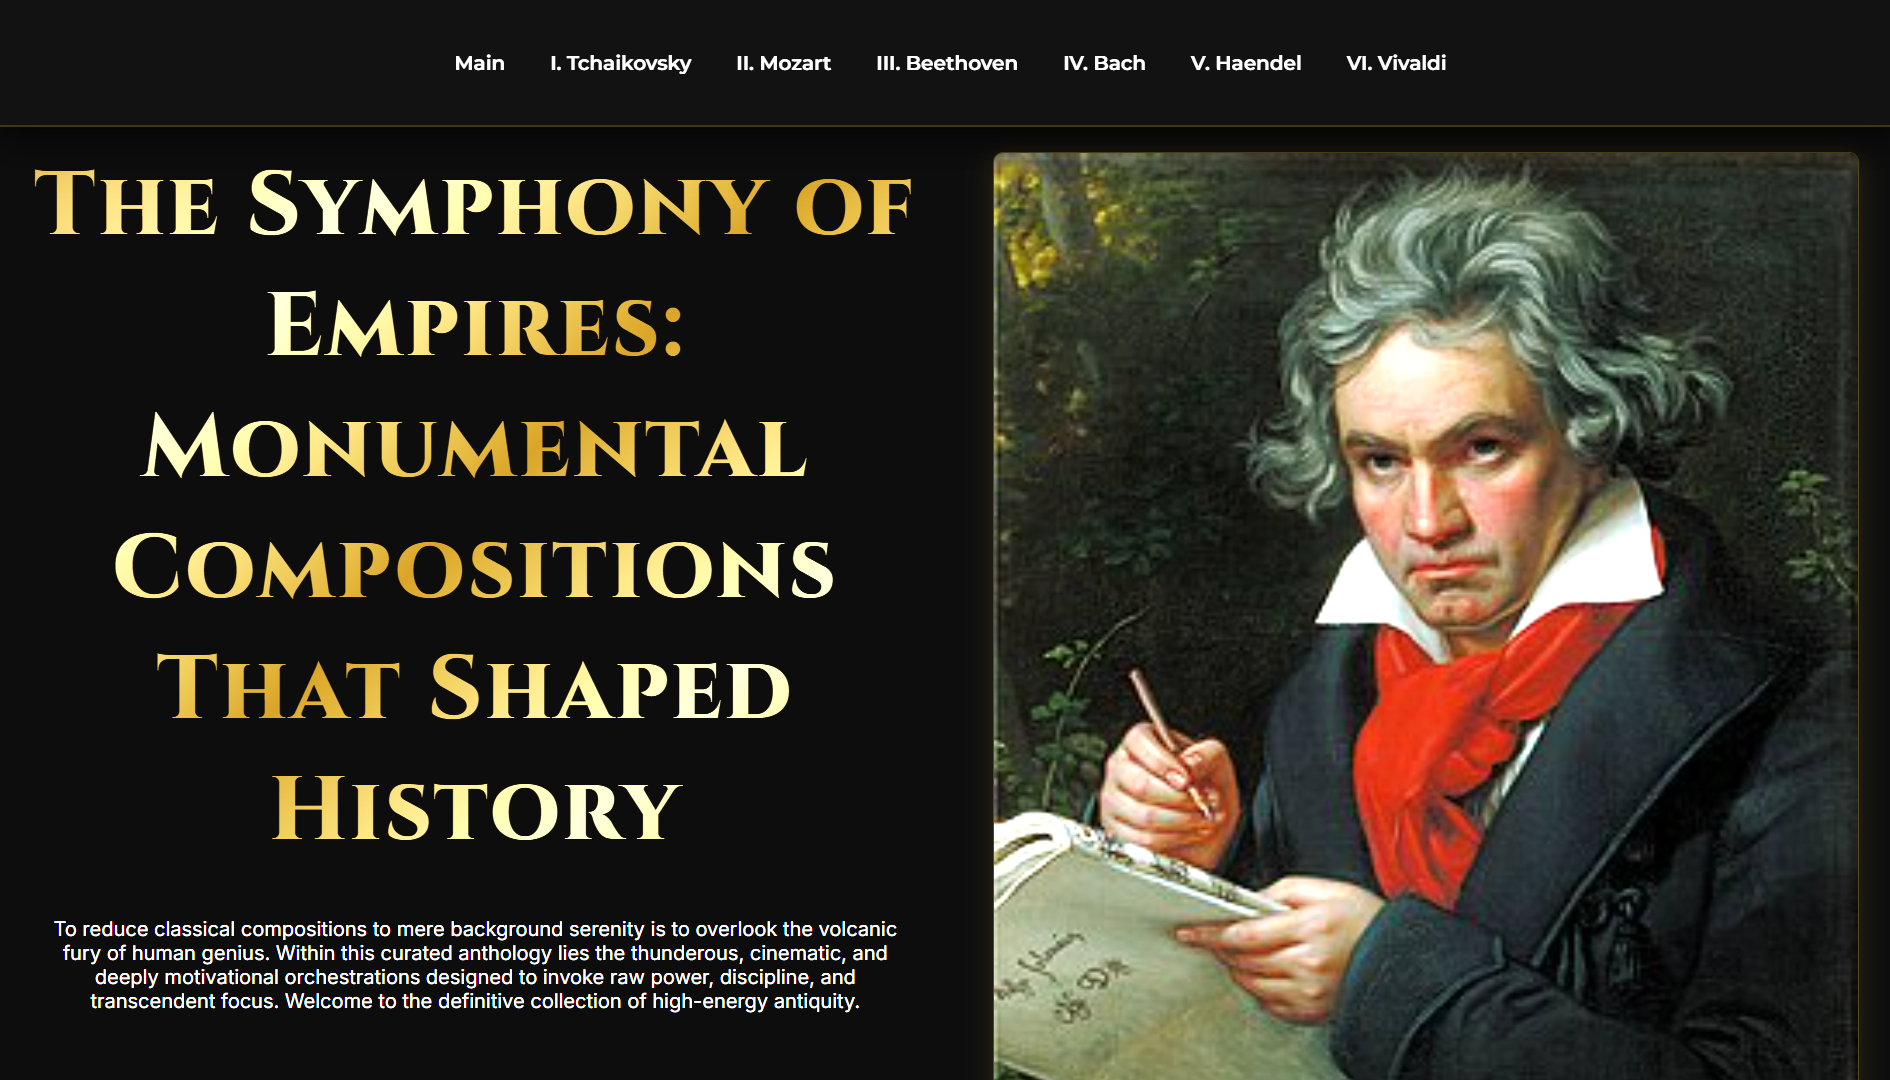 Main I. Tchaikovsky II. Mozart III. Beethoven IV. Bach V. Haendel VI. Vivaldi
The Symphony of
Empires:
Monumental
Compositions
That Shaped
History
To reduce classical compositions to mere background serenity is to overlook the volcanic
fury of human genius. Within this curated anthology lies the thunderous, cinematic, and
deeply motivational orchestrations designed to invoke raw power, discipline, and
transcendent focus. Welcome to the definitive collection of high-energy antiquity.